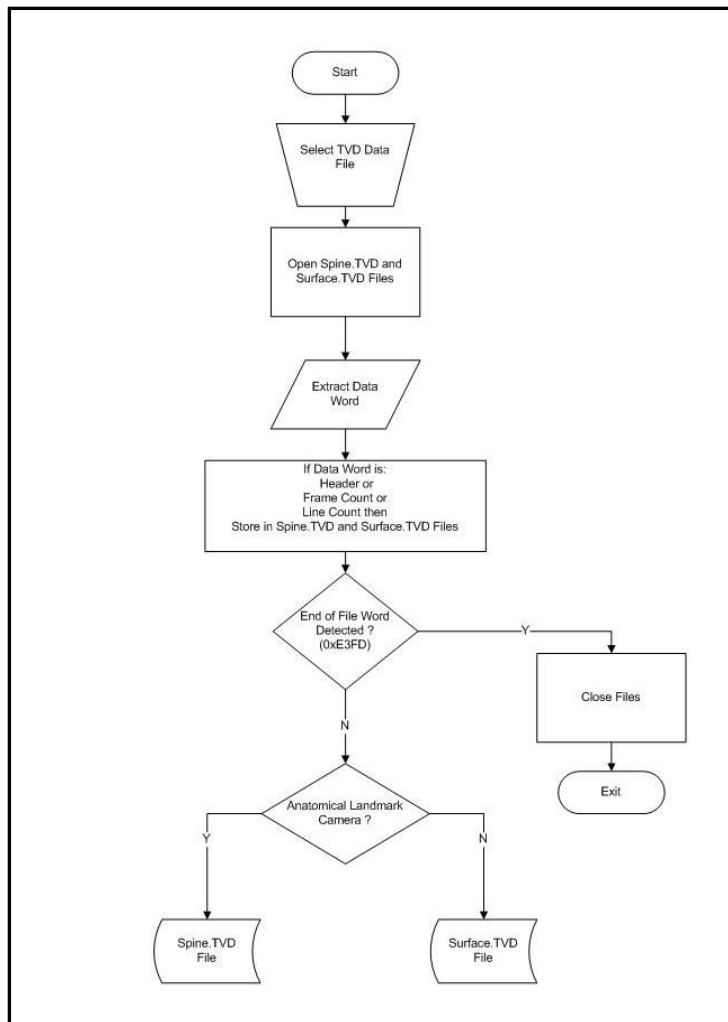 Start
Select TVD Data
File
Open Spine.TVD and
Surface.TVD Files
Extract Data
Word
If Data Word is:
Header or
Frame Count or
Line Count then
Store in Spine.TVD and Surface.TVD Files
End of File Word
Detected ?
(0xE3FD)
Y
Close Files
Exit
N
Anatomical Landmark
Camera ?
Y
N
Spine.TVD
File
Surface.TVD
File